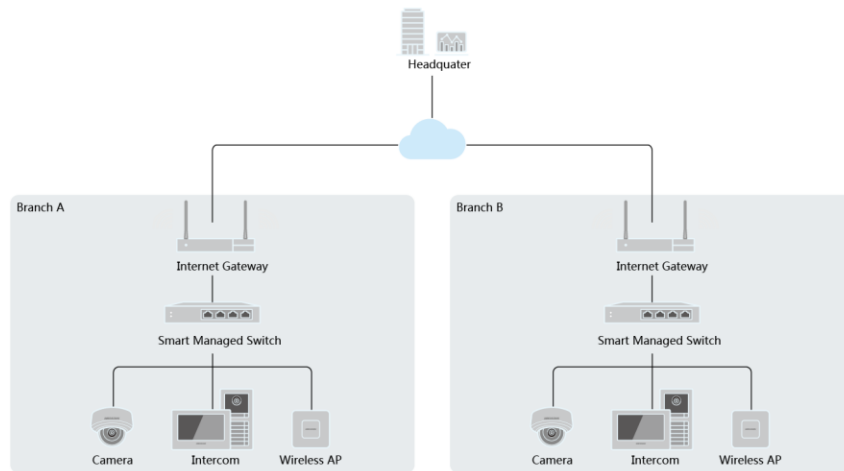 Headquater
Branch A
Branch B
Internet Gateway
Internet Gateway
Smart Managed Switch
Smart Managed Switch
Camera
Intercom
Wireless AP
Camera
Intercom
Wireless AP